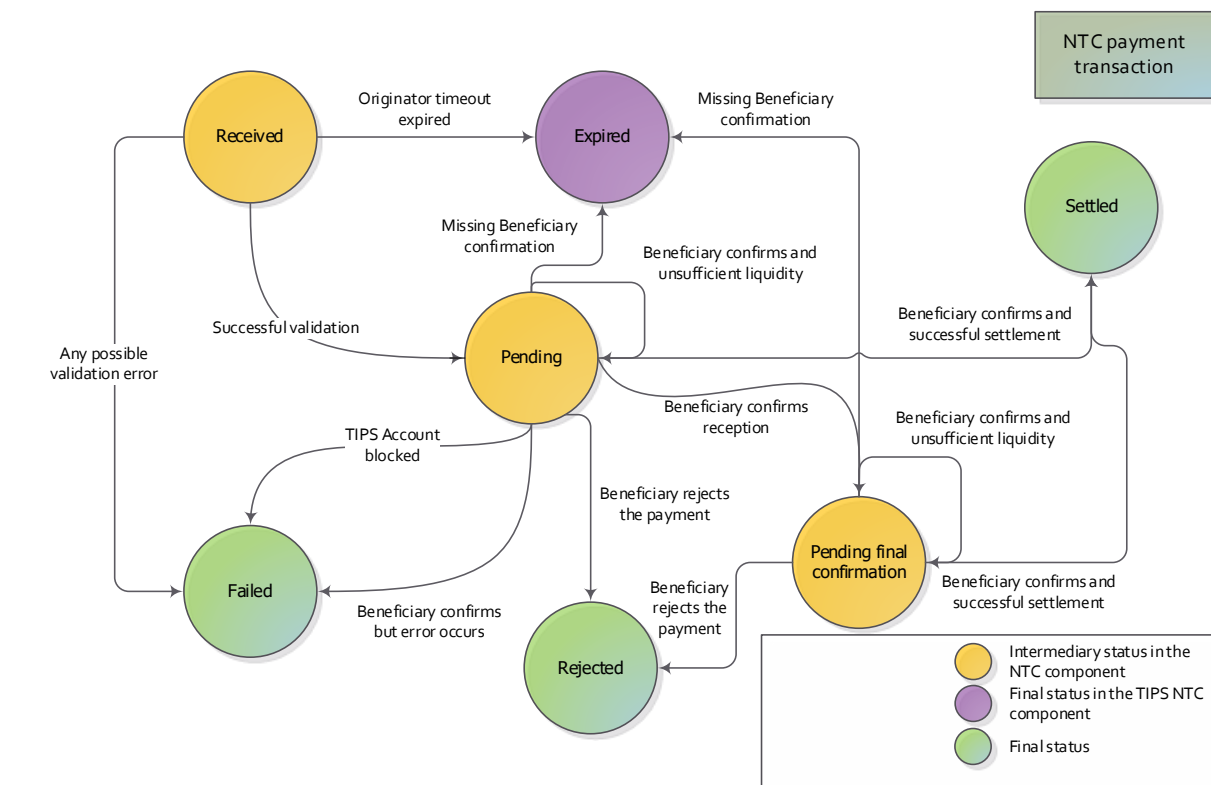 NTC payment
transaction
Originator timeout
expired
Missing Beneficiary
confirmation
Received
Expired
Settled
Missing Beneficiary
confirmation
Beneficiary confirms and
unsufficient liquidity
Successful validation
Beneficiary confirms and
successful settlement
Any possible
validation error
Pending
Beneficiary confirms
reception
Beneficiary confirms and
unsufficient liquidity
TIPS Account
blocked
Beneficiary rejects
the payment
Pending final
confirmation
Failed
Beneficiary confirms
but error occurs
Beneficiary
rejects the
payment
Beneficiary confirms and
successful settlement
Rejected
Intermediary status in the
NTC component
Final status in the TIPS NTC
component
Final status